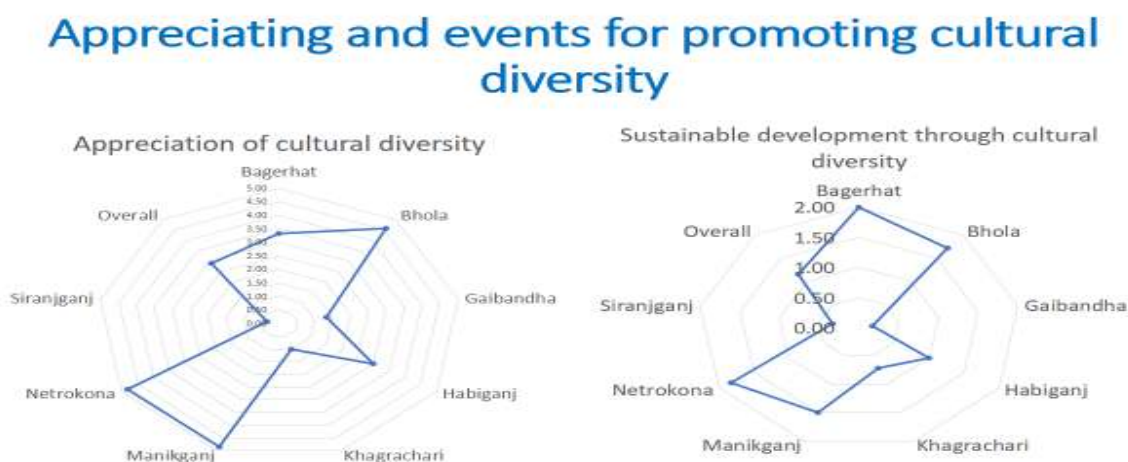 Appreciating and events for promoting cultural
diversity
Appreciation of cultural diversity
Bagerhat
5.00
4.50
4.00
3.50
3.00
2.50
2.00
1.50
1.00
0.50
0.00
Bhola
Gaibandha
Habiganj
Khagrachari
Manikganj
Netrokona
Siranjganj
Overall
Sustainable development through cultural
diversity
Bagerhat
2.00
1.50
1.00
0.50
0.00
Bhola
Gaibandha
Habiganj
Khagrachari
Manikganj
Netrokona
Siranjganj
Overall